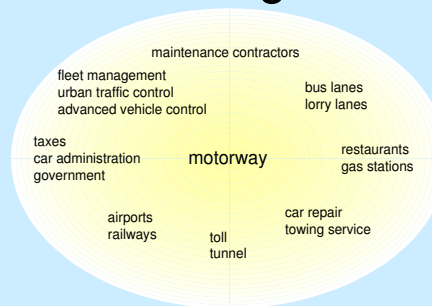 maintenance contractors
fleet management
urban traffic control
advanced vehicle control
bus lanes
lorry lanes
taxes
car administration
government
motorway
restaurants
gas stations
airports
railways
toll
tunnel
car repair
towing service